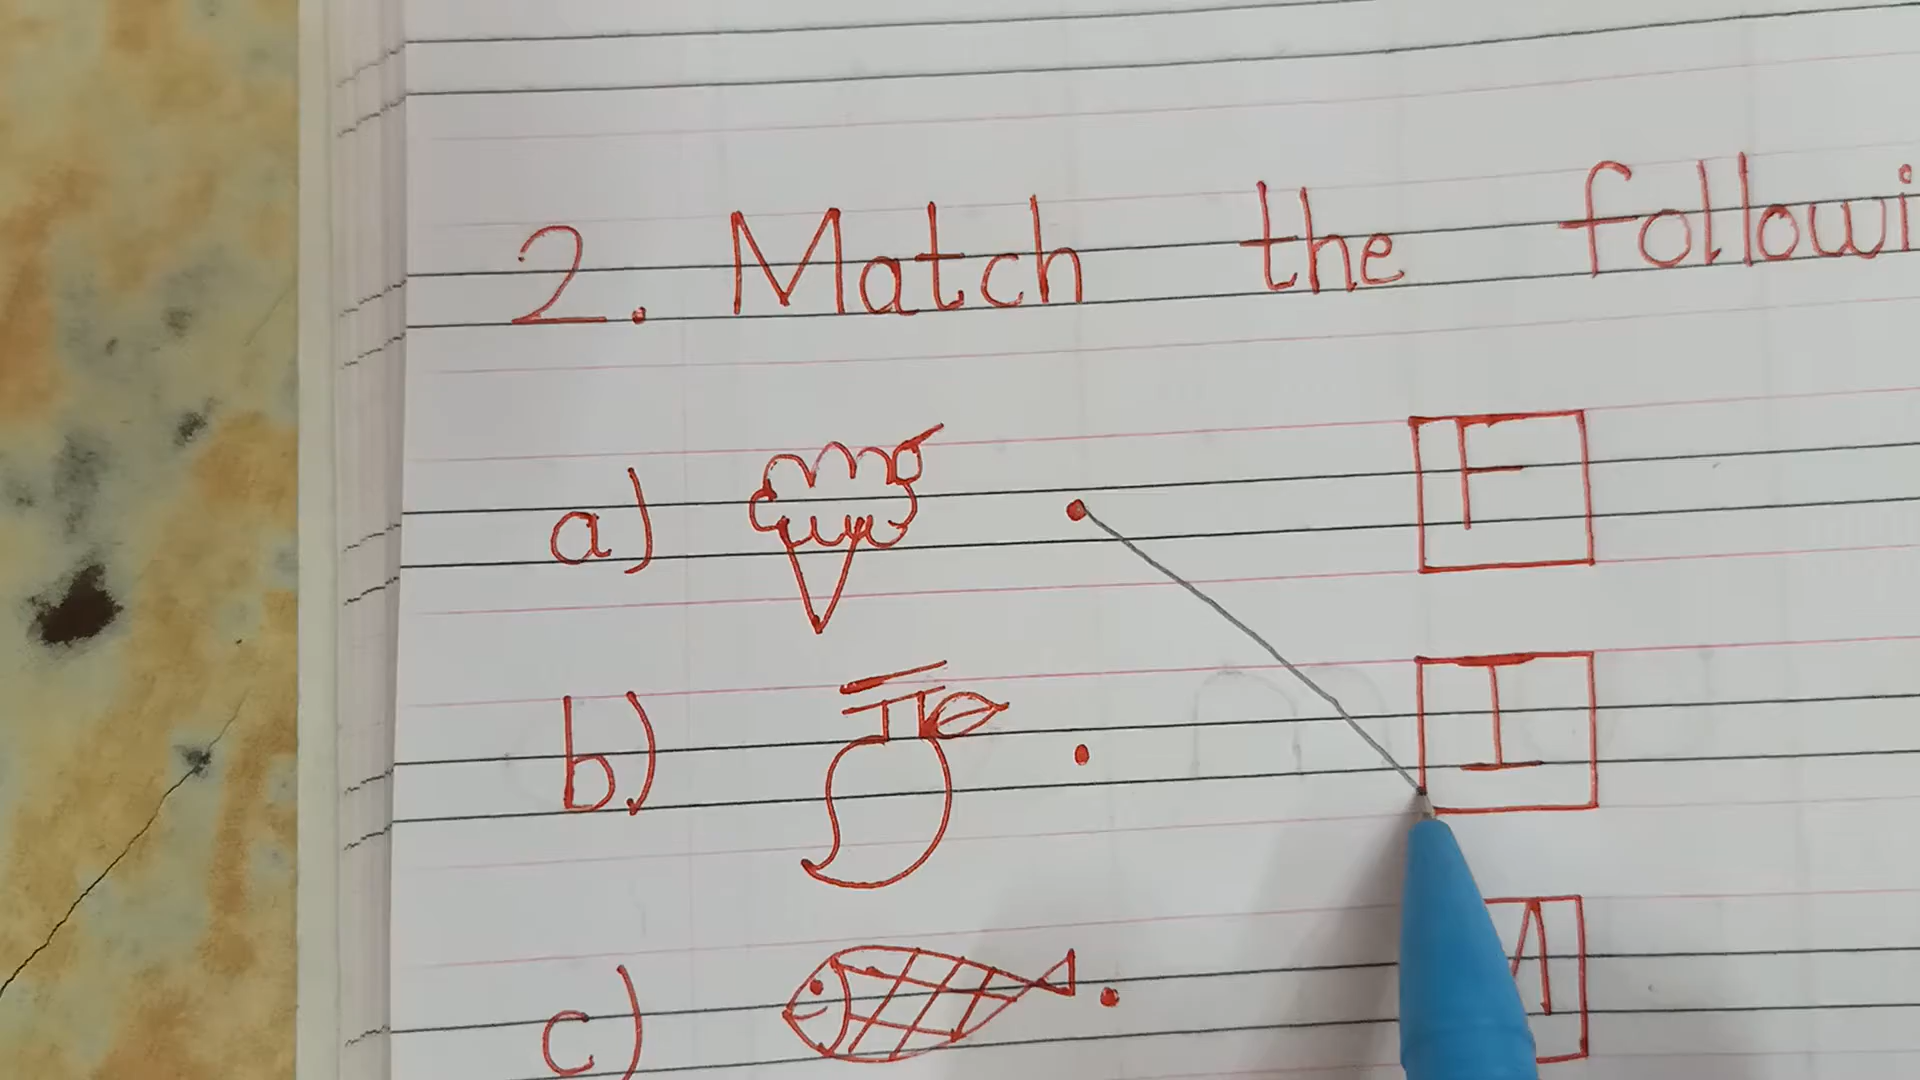 2. Match the followi
a) F
b) I
c) M